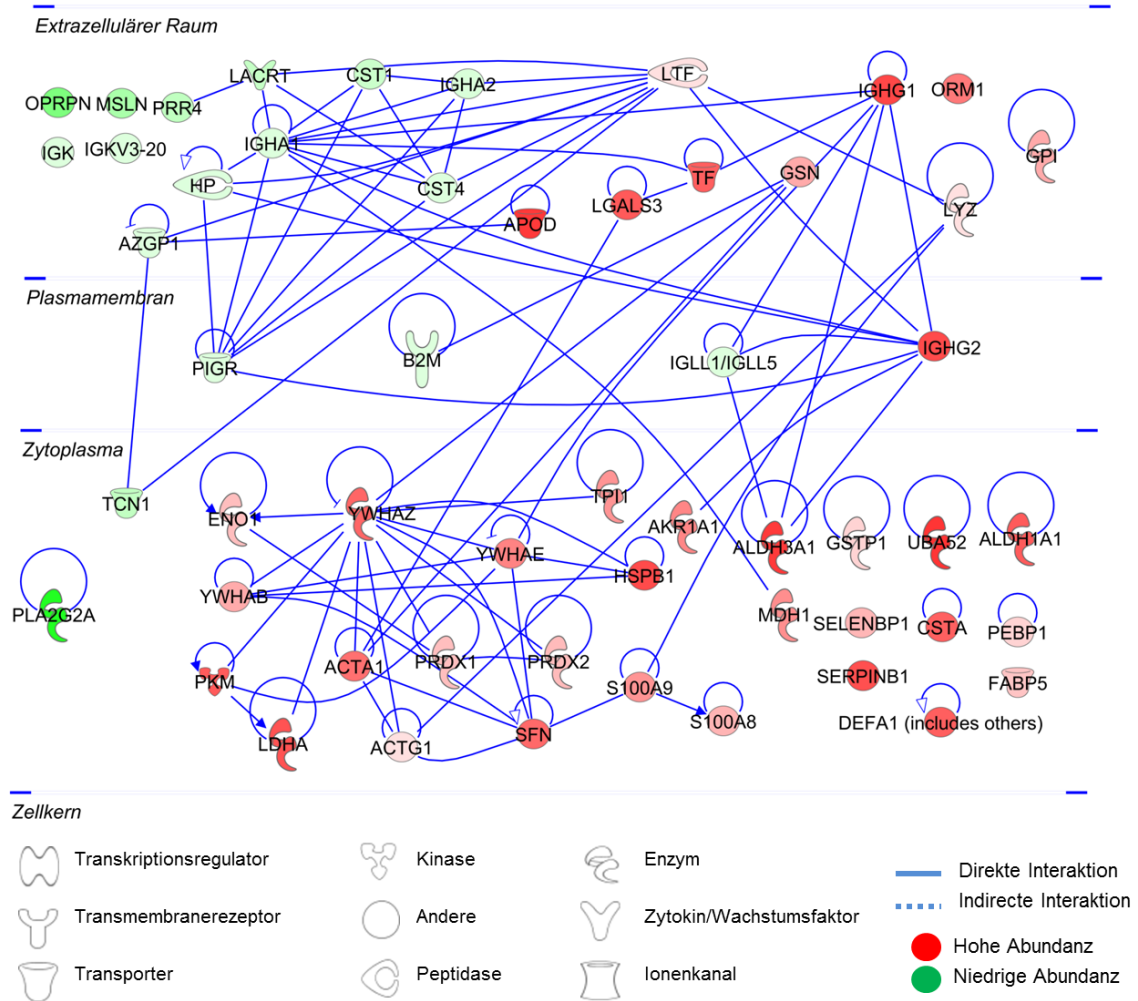 Extrazellulärer Raum
LACRT
CST1
IGHA2
LTF
IGHG1
ORM1
OPRPN
MSLN
PRR4
IGK
IGKV3-20
IGHA1
GPI
HP
CST4
TF
GSN
LGALS3
LYZ
APOD
AZGP1
Plasmamembran
PIGR
B2M
IGLL1/IGLL5
IGHG2
Zytoplasma
TCN1
ENO1
YWHAZ
TPI1
AKR1A1
ALDH3A1
GSTP1
UBA52
ALDH1A1
YWHAE
HSPB1
YWHAB
PLA2G2A
MDH1
SELENBP1
CSTA
PEBP1
PKM
ACTA1
PRDX1
PRDX2
S100A9
SERPINB1
FABP5
S100A8
DEFA1 (includes others)
LDHA
ACTG1
SFN
Zellkern
Transkriptionsregulator
Kinase
Enzym
Direkte Interaktion
Indirecte Interaktion
Transmembranerezeptor
Andere
Zytokin/Wachstumsfaktor
Hohe Abundanz
Transporter
Peptidase
Ionenkanal
Niedrige Abundanz